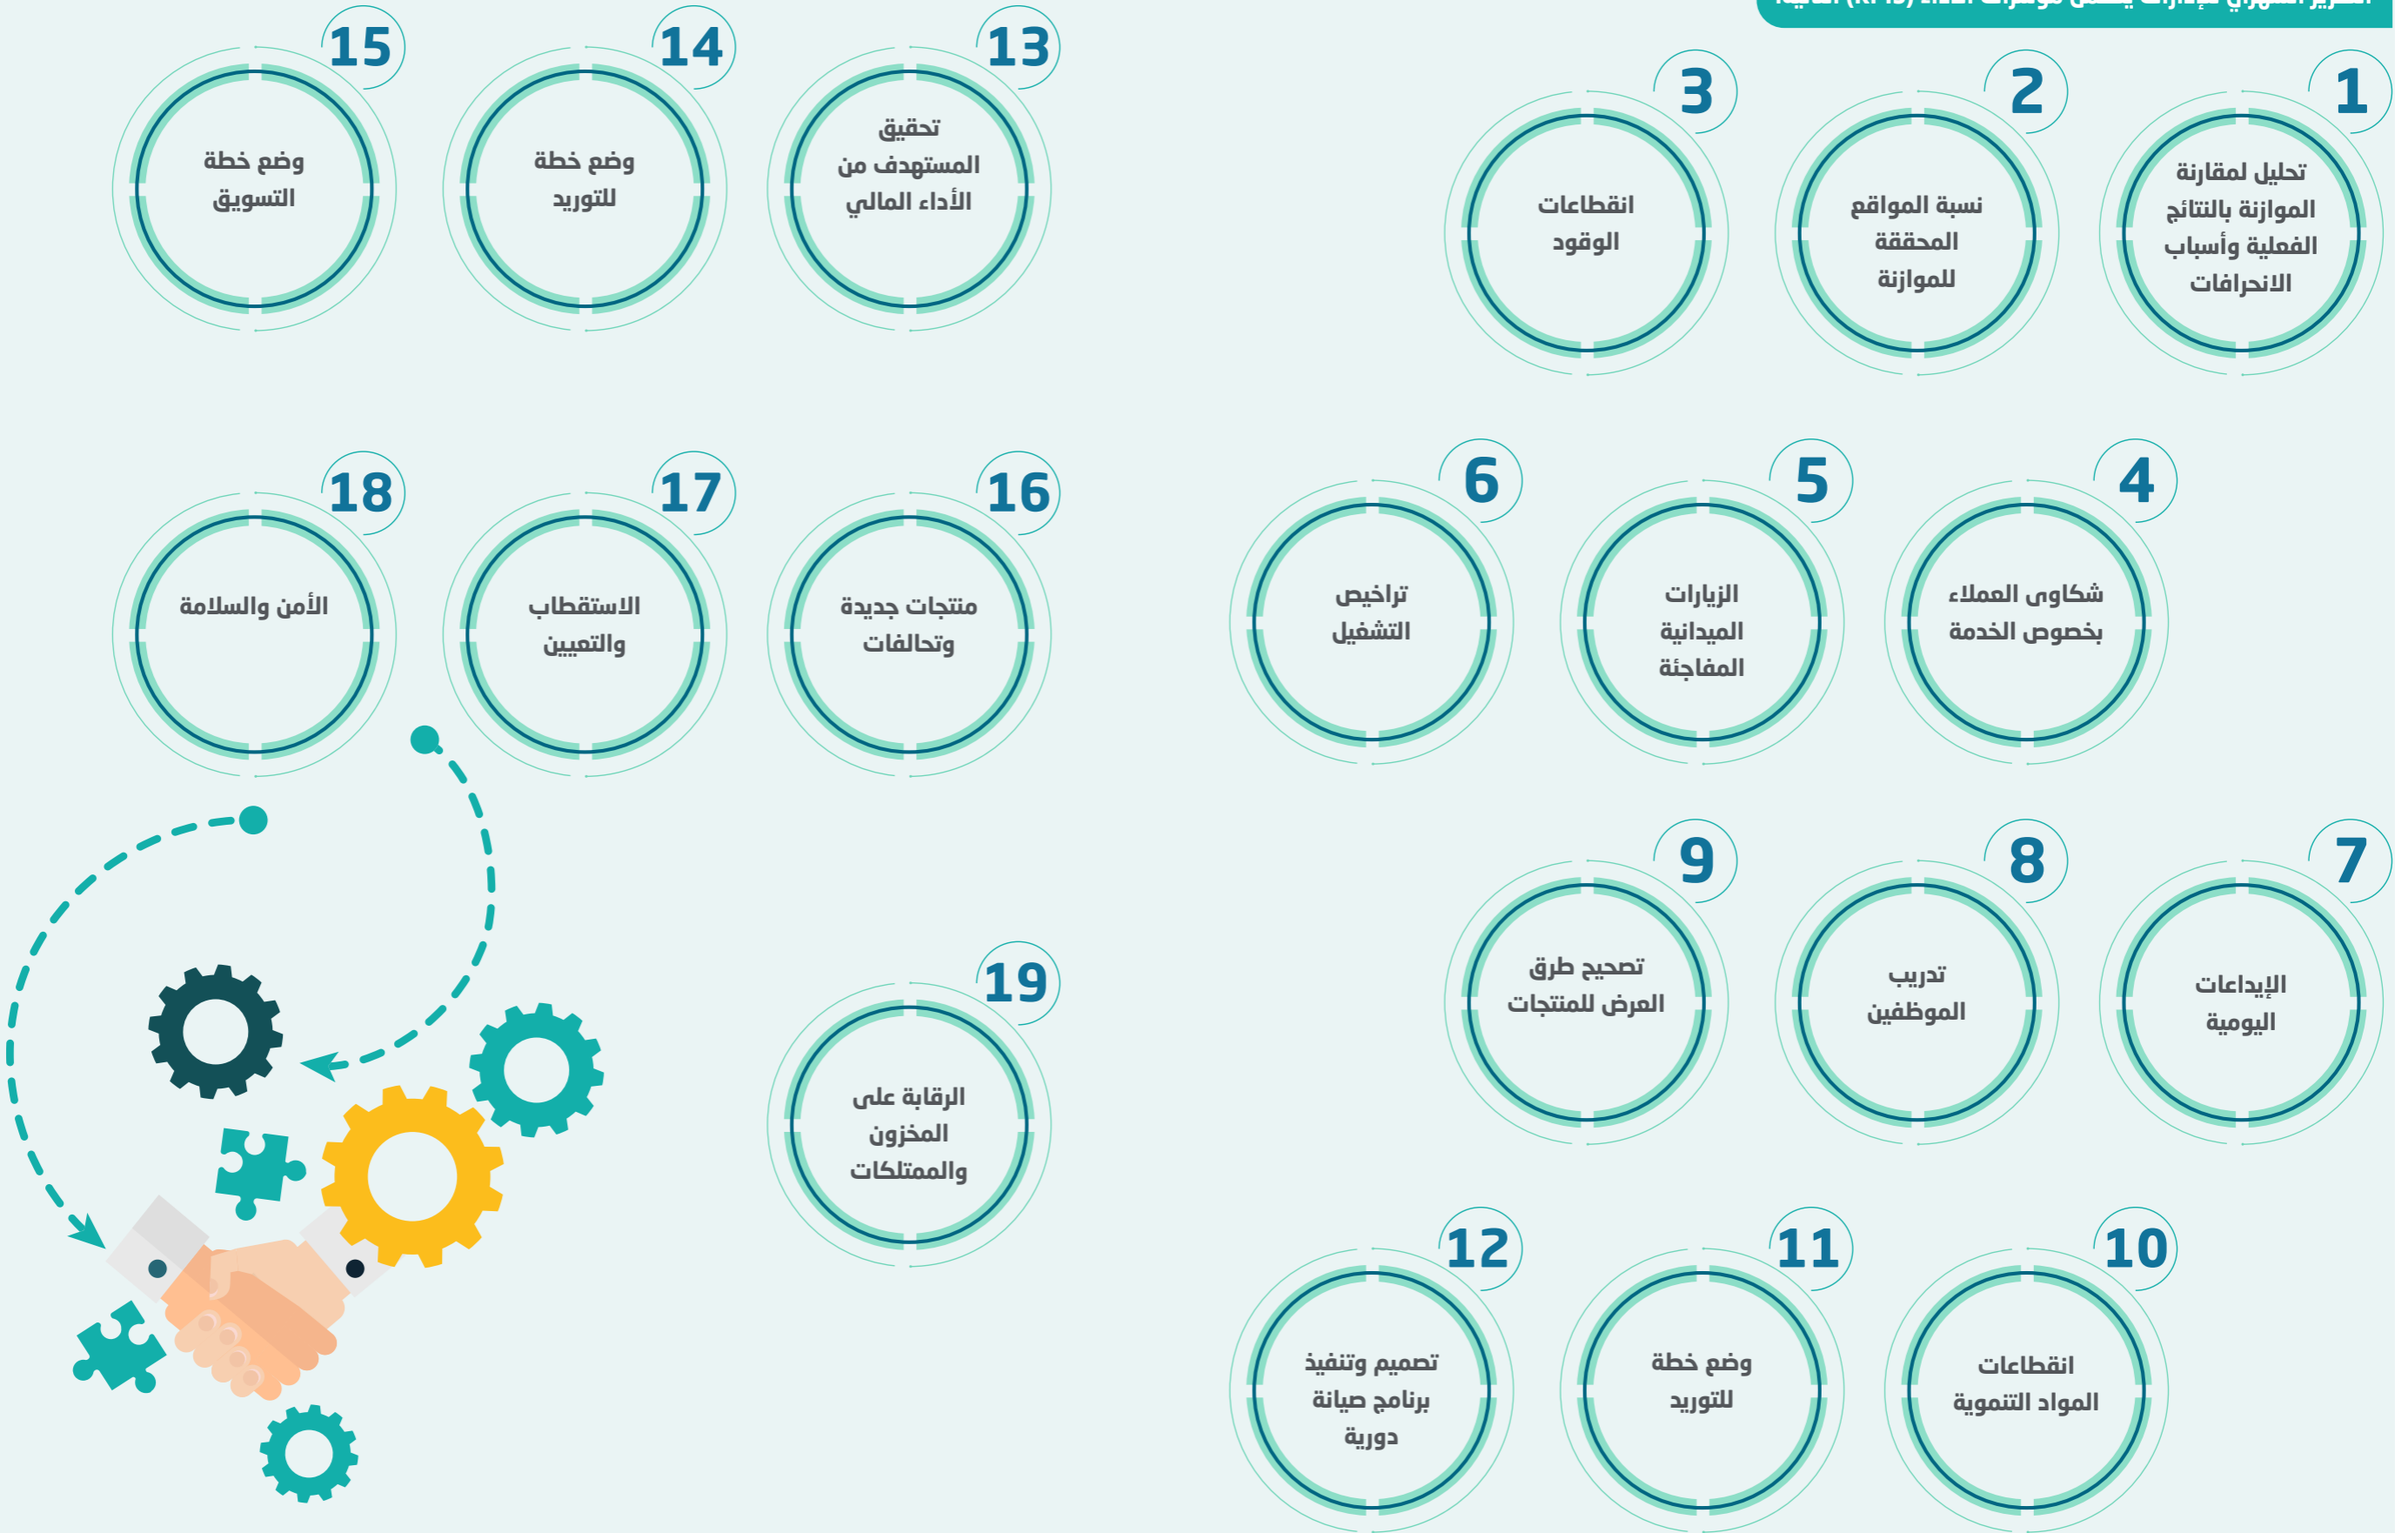 1
تحليل لمقارنة
الموازنة بالنتائج
الفعلية وأسباب
الانحرافات
2
نسبة المواقع
المحققة
للموازنة
3
انقطاعات
الوقود
4
شكاوى العملاء
بخصوص الخدمة
5
الزيارات
الميدانية
المفاجئة
6
تراخيص
التشغيل
7
الإيداعات
اليومية
8
تدريب
الموظفين
9
تصحيح طرق
العرض للمنتجات
10
انقطاعات
المواد التنموية
11
وضع خطة
للتوريد
12
تصميم وتنفيذ
برنامج صيانة
دورية
13
تحقيق
المستهدف من
الأداء المالي
14
وضع خطة
للتوريد
15
وضع خطة
التسويق
16
منتجات جديدة
وتحالفات
17
الاستقطاب
والتعيين
18
الأمن والسلامة
19
الرقابة على
المخزون
والممتلكات